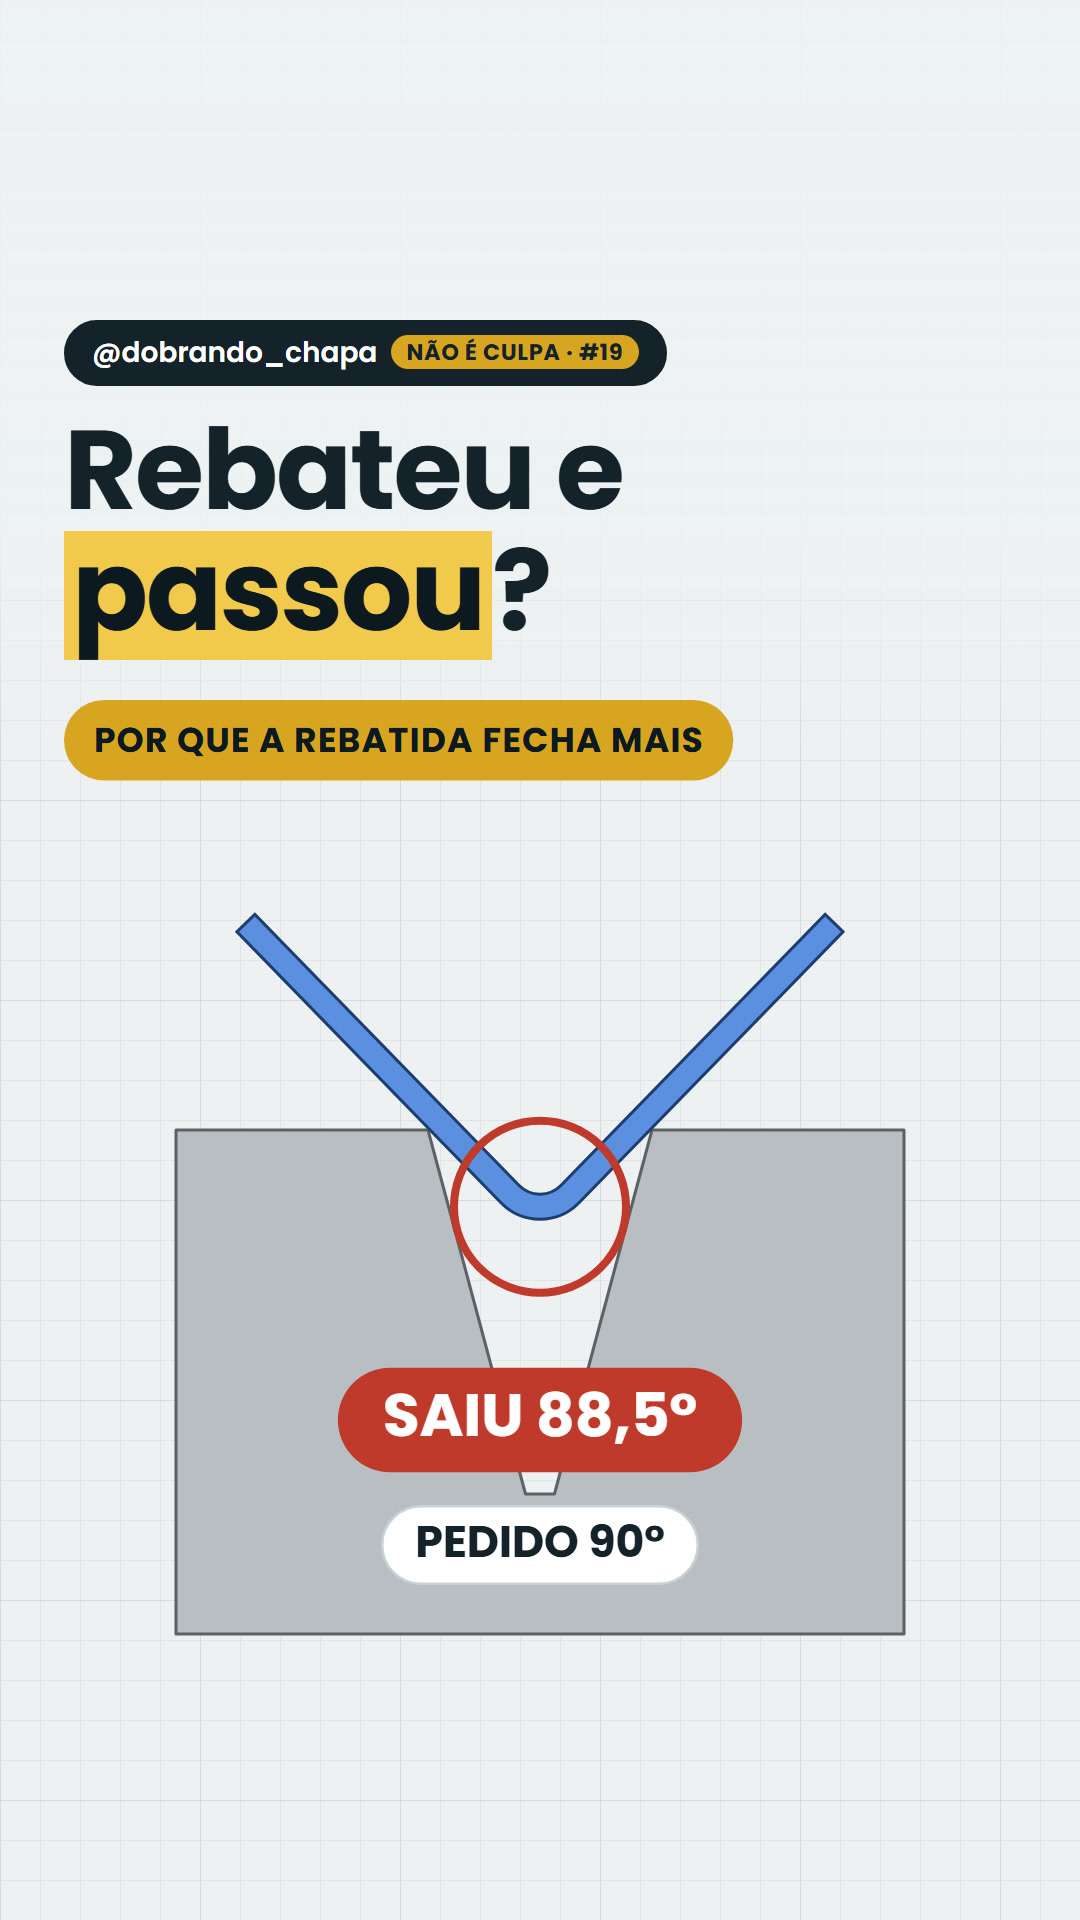 @dobrando_chapa NÃO É CULPA · #19
Rebateu e
passou?
POR QUE A REBATIDA FECHA MAIS
SAIU 88,5°
PEDIDO 90°